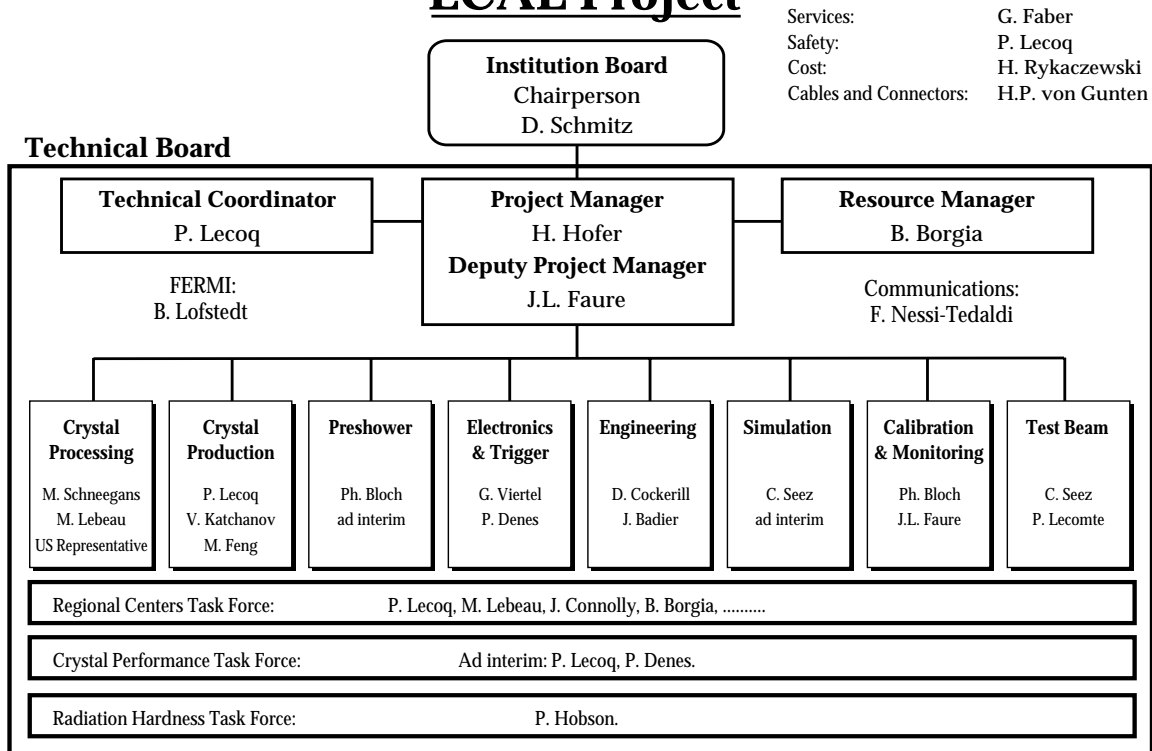 ECAL Project
Services: G. Faber
Safety: P. Lecoq
Cost: H. Rykaczewski
Cables and Connectors: H.P. von Gunten
Institution Board
Chairperson
D. Schmitz
Technical Board
Technical Coordinator
P. Lecoq
Project Manager
H. Hofer
Deputy Project Manager
J.L. Faure
Resource Manager
B. Borgia
FERMI:
B. Lofstedt
Communications:
F. Nessi-Tedaldi
Crystal
Processing
M. Schneegans
M. Lebeau
US Representative
Crystal
Production
P. Lecoq
V. Katchanov
M. Feng
Preshower
Ph. Bloch
ad interim
Electronics
& Trigger
G. Viertel
P. Denes
Engineering
D. Cockerill
J. Badier
Simulation
C. Seez
ad interim
Calibration
& Monitoring
Ph. Bloch
J.L. Faure
Test Beam
C. Seez
P. Lecomte
Regional Centers Task Force: P. Lecoq, M. Lebeau, J. Connolly, B. Borgia, ..........
Crystal Performance Task Force: Ad interim: P. Lecoq, P. Denes.
Radiation Hardness Task Force: P. Hobson.